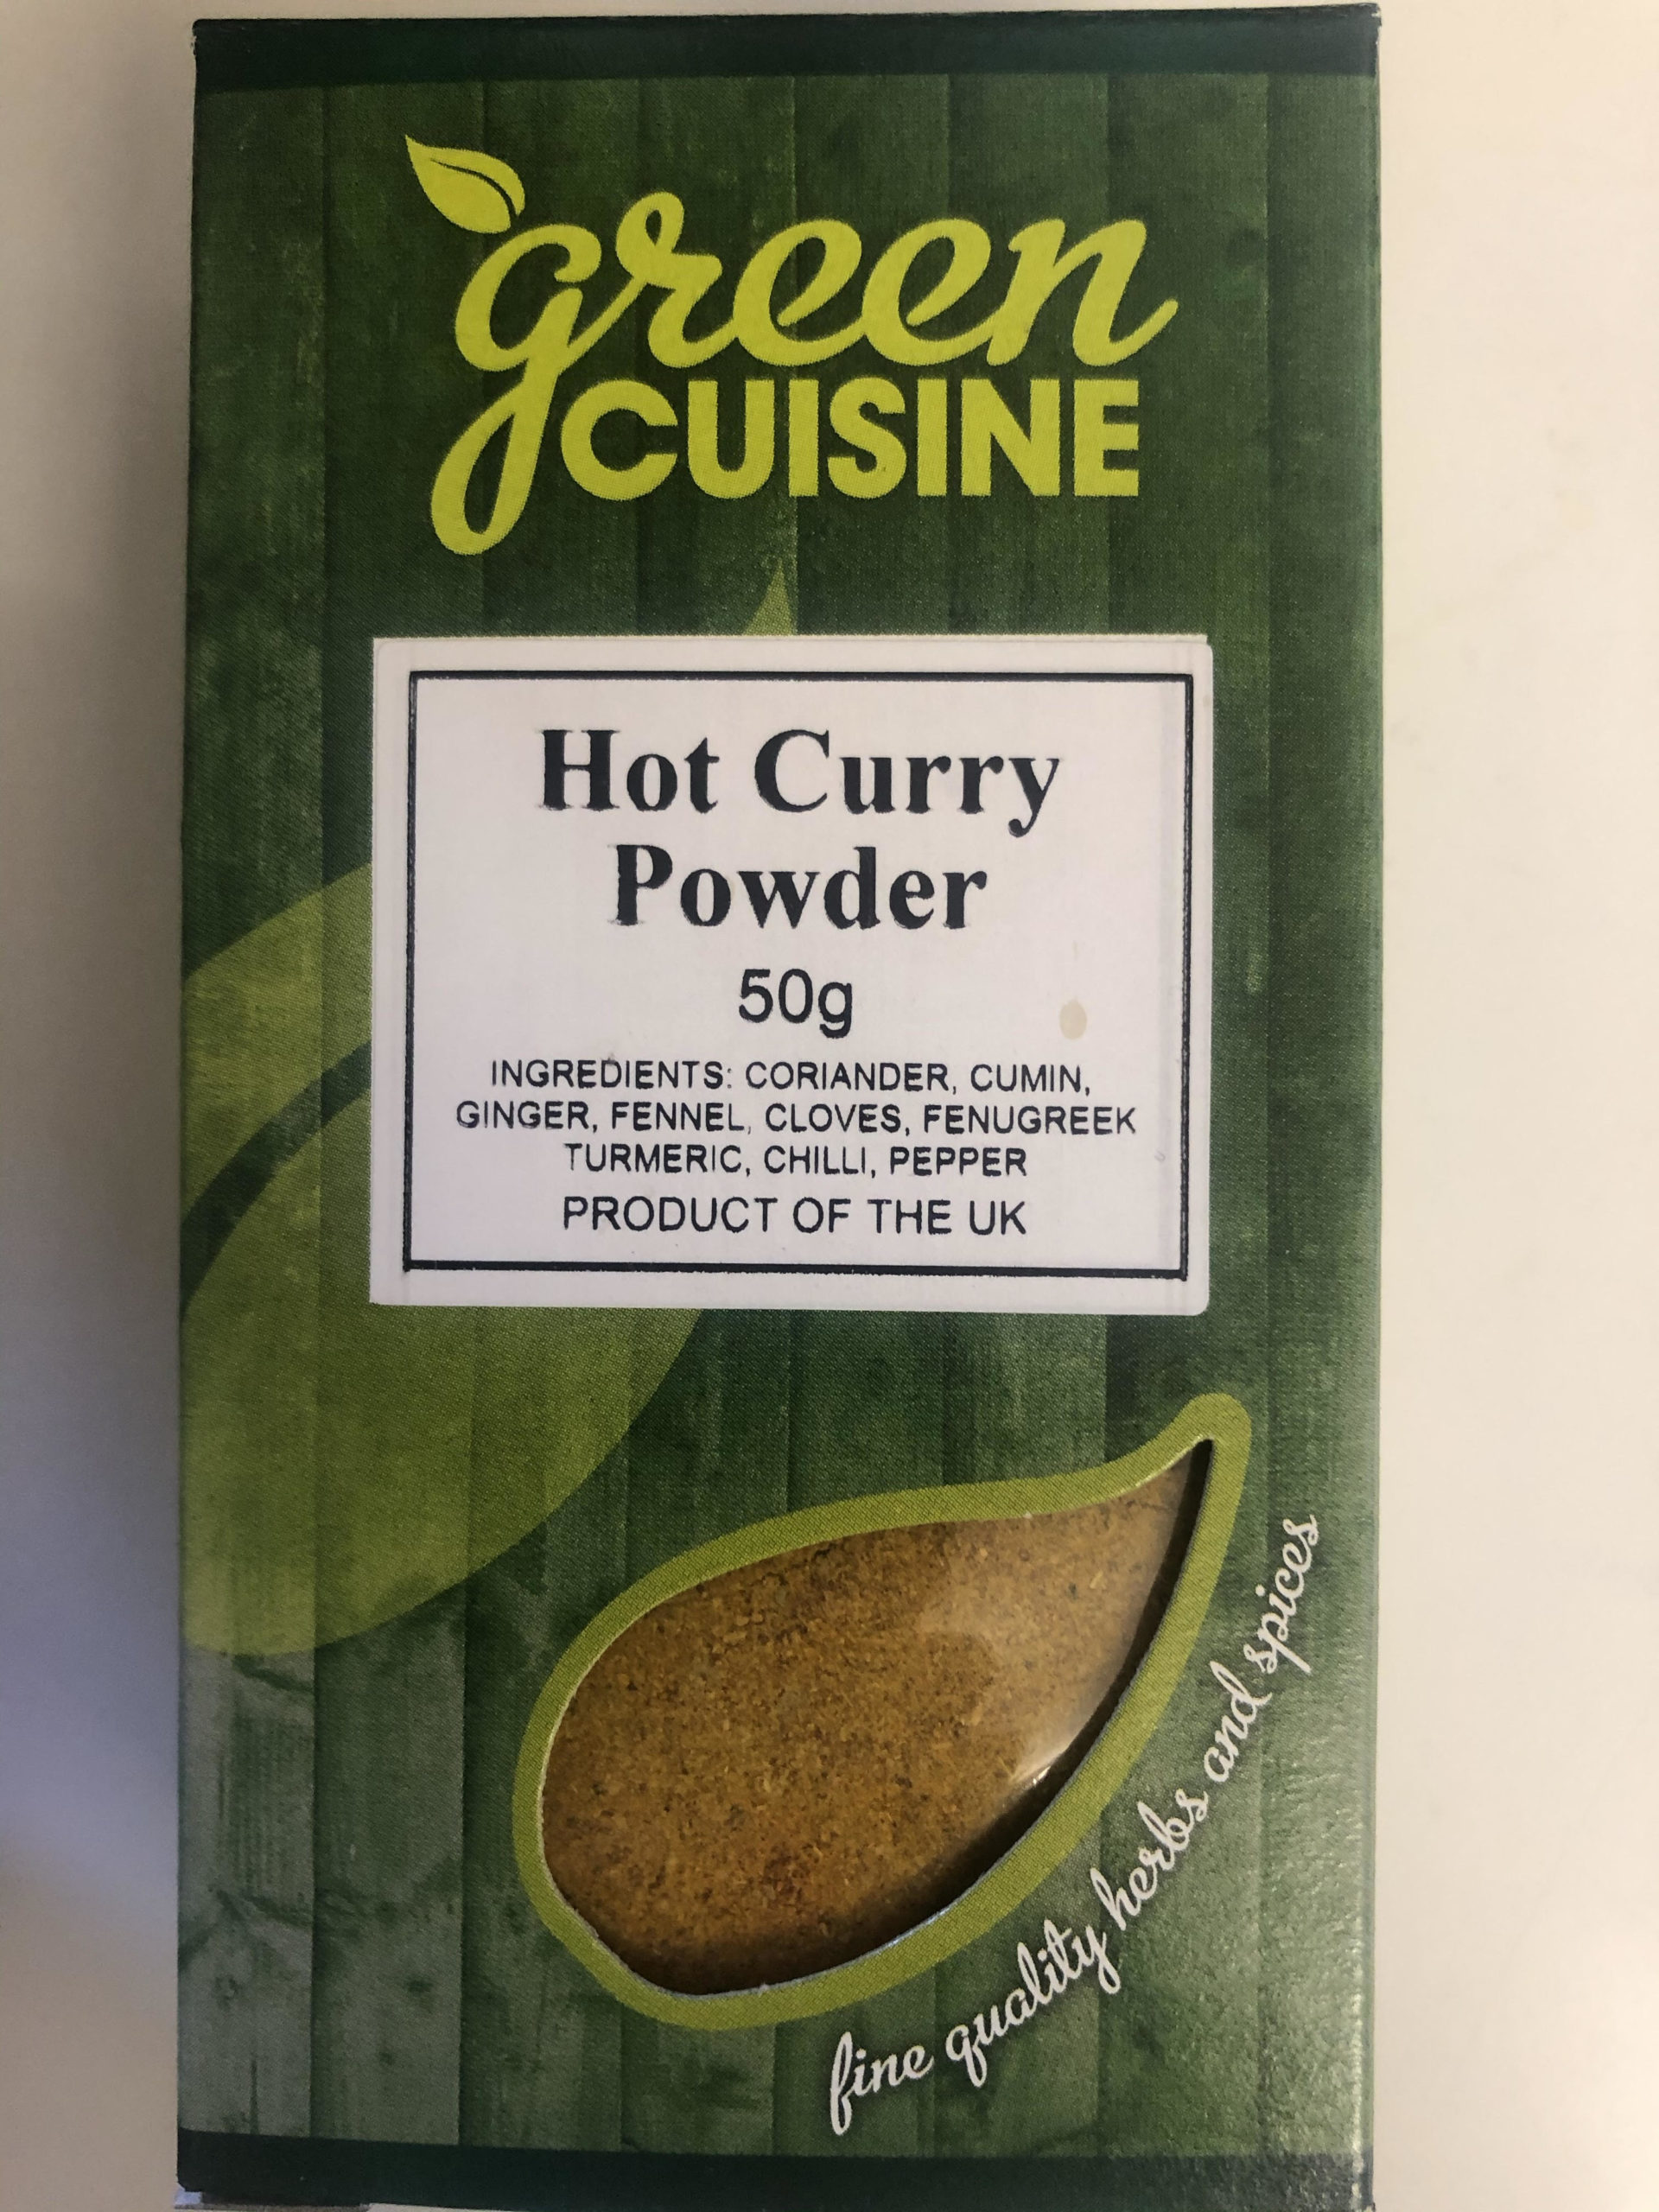 green
CUISINE
Hot Curry
Powder
50g
INGREDIENTS: CORIANDER, CUMIN,
GINGER, FENNEL, CLOVES, FENUGREEK
TURMERIC, CHILLI, PEPPER
PRODUCT OF THE UK
fine quality herbs and spices